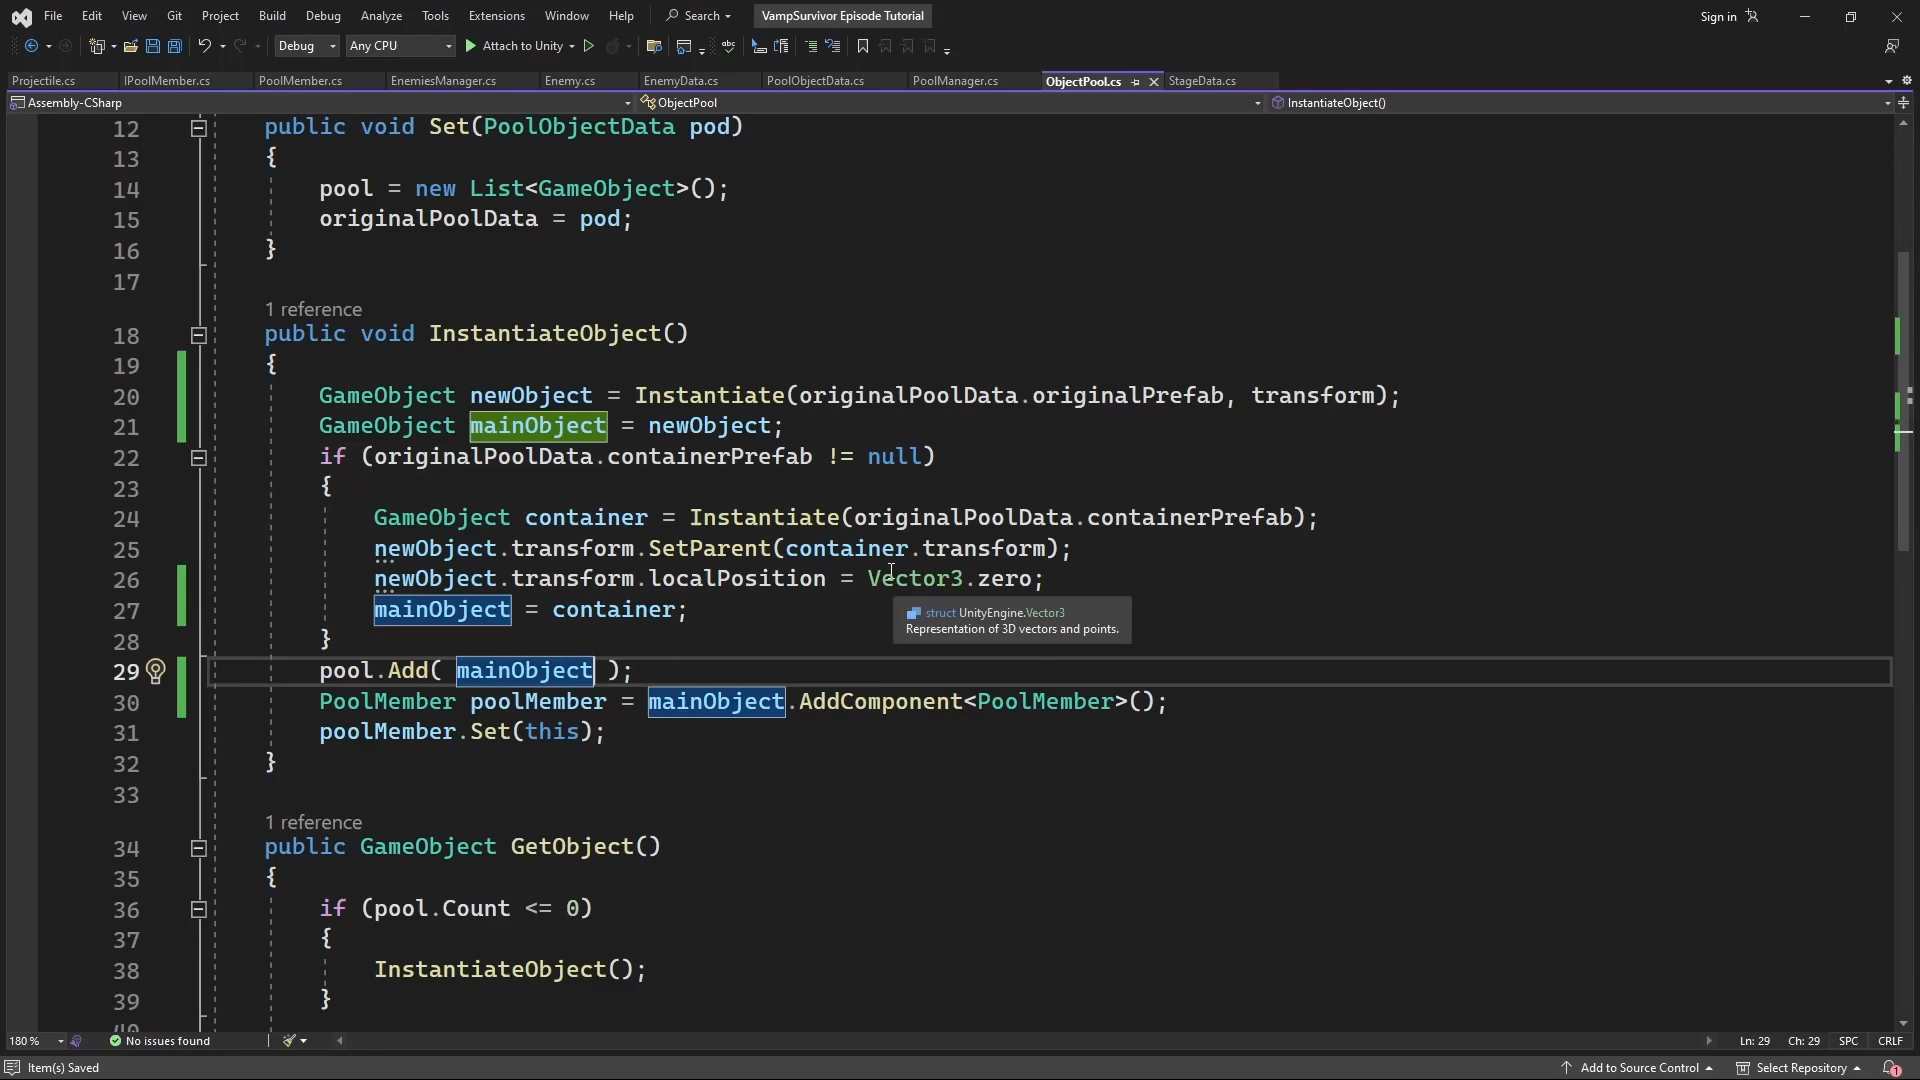 File Edit View Git Project Build Debug Analyze Tools Extensions Window Help Search VampSurvivor Episode Tutorial Sign in
Debug Any CPU Attach to Unity
Projectile.cs IPoolMember.cs PoolMember.cs EnemiesManager.cs Enemy.cs EnemyData.cs PoolObjectData.cs PoolManager.cs ObjectPool.cs StageData.cs
Assembly-CSharp ObjectPool InstantiateObject()
12 public void Set(PoolObjectData pod)
13 {
14 pool = new List<GameObject>();
15 originalPoolData = pod;
16 }
17
1 reference
18 public void InstantiateObject()
19 {
20 GameObject newObject = Instantiate(originalPoolData.originalPrefab, transform);
21 GameObject mainObject = newObject;
22 if (originalPoolData.containerPrefab != null)
23 {
24 GameObject container = Instantiate(originalPoolData.containerPrefab);
25 newObject.transform.SetParent(container.transform);
26 newObject.transform.localPosition = Vector3.zero;
27 mainObject = container;
struct UnityEngine.Vector3
Representation of 3D vectors and points.
28 }
29 pool.Add( mainObject );
30 PoolMember poolMember = mainObject.AddComponent<PoolMember>();
31 poolMember.Set(this);
32 }
33
1 reference
34 public GameObject GetObject()
35 {
36 if (pool.Count <= 0)
37 {
38 InstantiateObject();
39 }
40
180 % No issues found Ln: 29 Ch: 29 SPC CRLF
Item(s) Saved Add to Source Control Select Repository 1